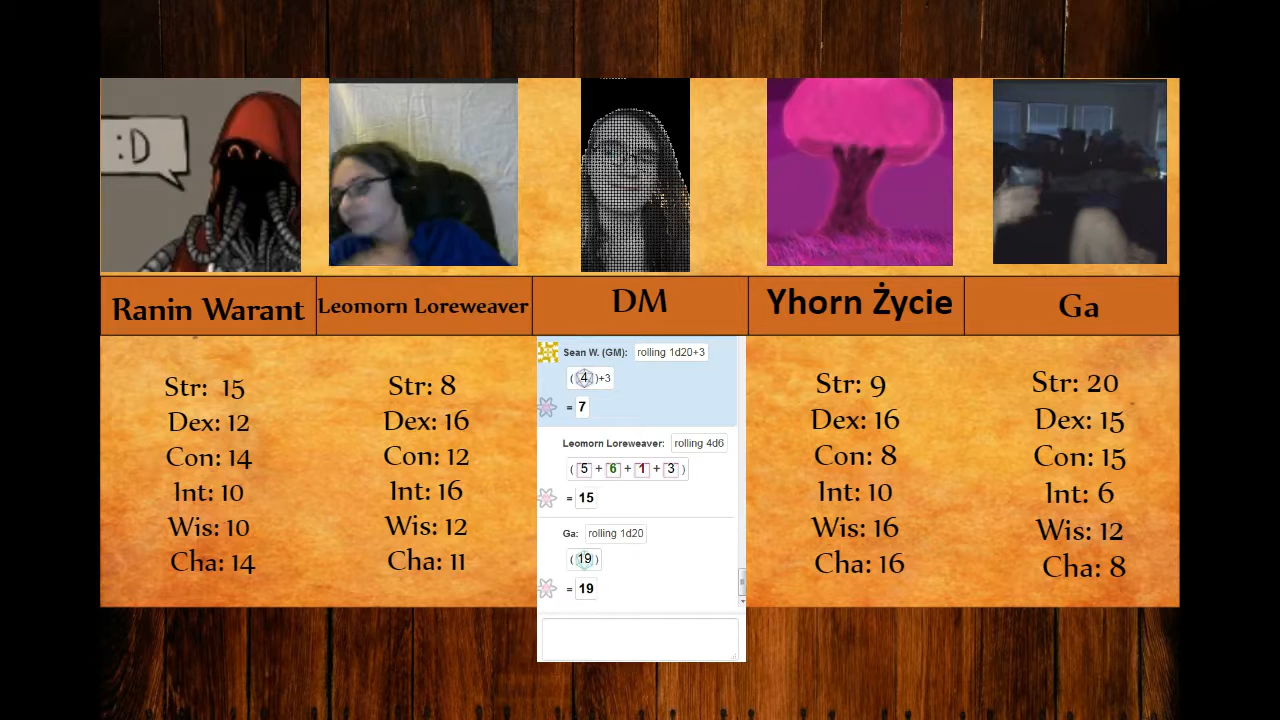 :D
Ranin Warant
Leomorn Loreweaver
DM
Yhorn Życie
Ga
Str: 15
Dex: 12
Con: 14
Int: 10
Wis: 10
Cha: 14
Str: 8
Dex: 16
Con: 12
Int: 16
Wis: 12
Cha: 11
Sean W. (GM): rolling 1d20+3
(4)+3
= 7
Leomorn Loreweaver: rolling 4d6
(5+6+1+3)
= 15
Ga: rolling 1d20
(19)
= 19
Str: 9
Dex: 16
Con: 8
Int: 10
Wis: 16
Cha: 16
Str: 20
Dex: 15
Con: 15
Int: 6
Wis: 12
Cha: 8